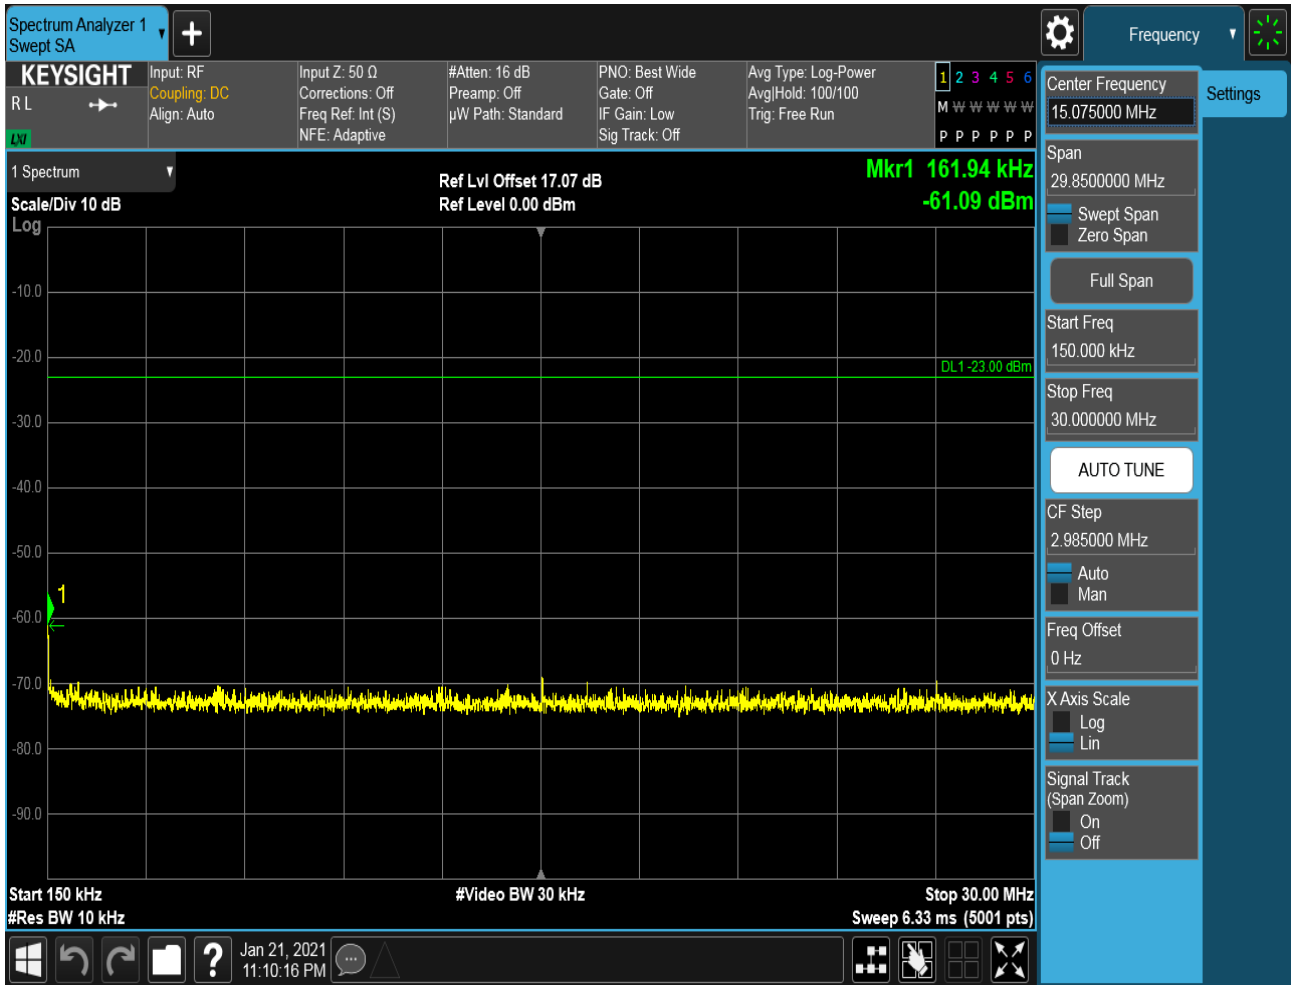 Spectrum Analyzer 1
Swept SA
Frequency
KEYSIGHT
R L
LXI
Input: RF
Coupling: DC
Align: Auto
Input Z: 50 Ω
Corrections: Off
Freq Ref: Int (S)
NFE: Adaptive
#Atten: 16 dB
Preamp: Off
µW Path: Standard
PNO: Best Wide
Gate: Off
IF Gain: Low
Sig Track: Off
Avg Type: Log-Power
Avg|Hold: 100/100
Trig: Free Run
1 2 3 4 5 6
M W W W W W
P P P P P P
1 Spectrum
Scale/Div 10 dB
Log
Ref Lvl Offset 17.07 dB
Ref Level 0.00 dBm
Mkr1 161.94 kHz
-61.09 dBm
-10.0
-20.0
DL1 -23.00 dBm
-30.0
-40.0
-50.0
1
-60.0
-70.0
-80.0
-90.0
Start 150 kHz
#Video BW 30 kHz
Stop 30.00 MHz
#Res BW 10 kHz
Sweep 6.33 ms (5001 pts)
Center Frequency
15.075000 MHz
Settings
Span
29.8500000 MHz
Swept Span
Zero Span
Full Span
Start Freq
150.000 kHz
Stop Freq
30.000000 MHz
AUTO TUNE
CF Step
2.985000 MHz
Auto
Man
Freq Offset
0 Hz
X Axis Scale
Log
Lin
Signal Track
(Span Zoom)
On
Off
?
Jan 21, 2021
11:10:16 PM